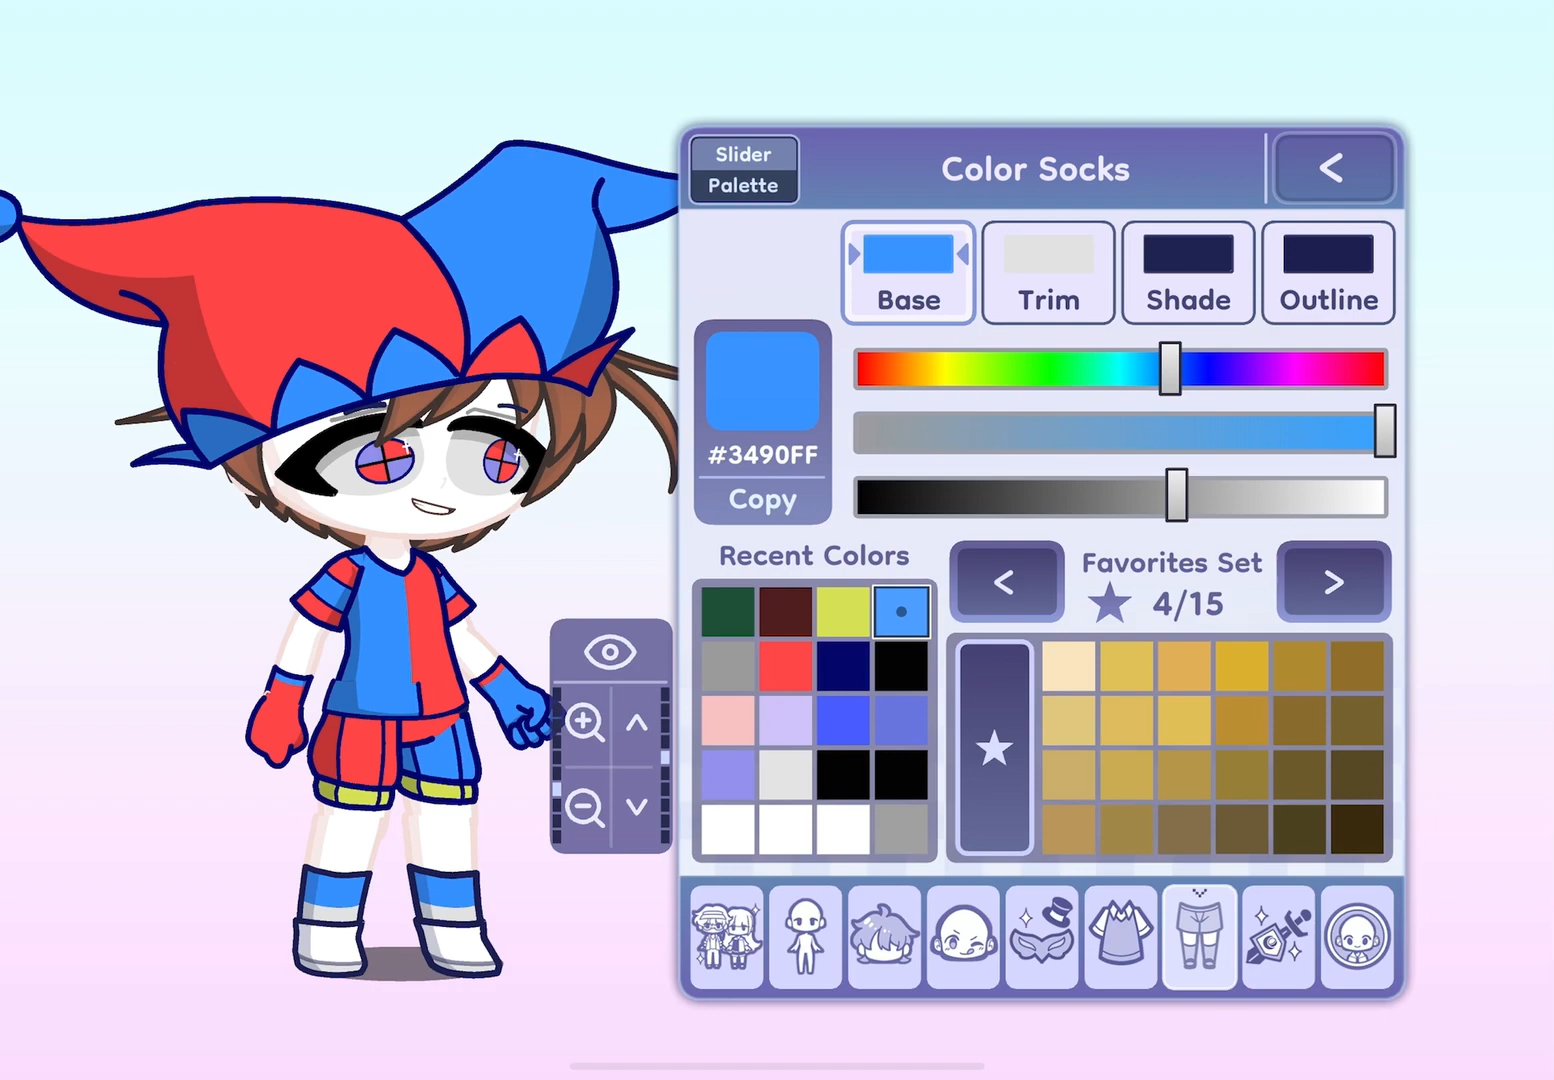 Slider
Palette
Color Socks
<
Base
Trim
Shade
Outline
#3490FF
Copy
Recent Colors
<
Favorites Set
4/15
>